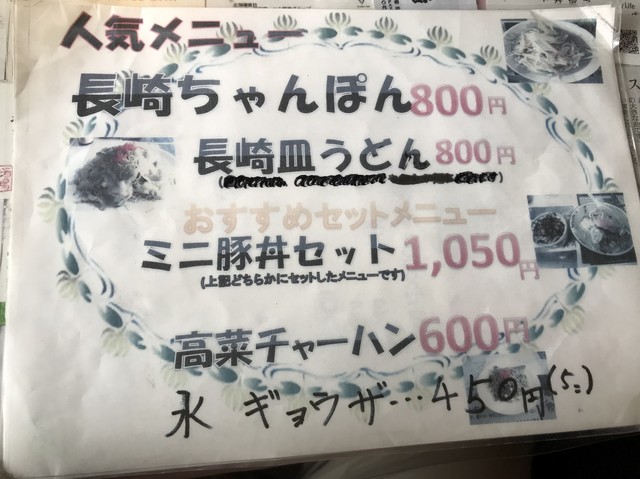 人気メニュー
長崎ちゃんぽん800円
長崎皿うどん 800円
おすすめセットメニュー
ミニ豚丼セット1,050円
(上記どちらかにセットしたメニューです)
高菜チャーハン600円
水 ギョウザ…450円(5コ)